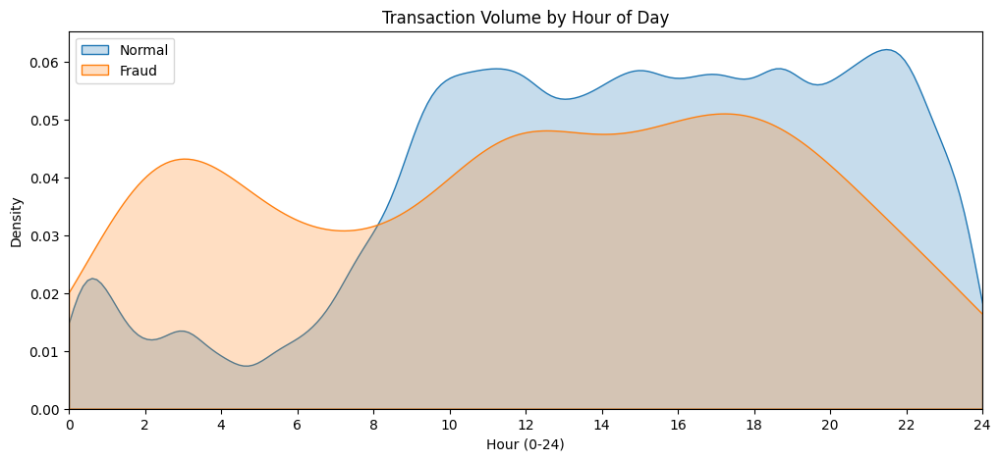 Transaction Volume by Hour of Day
Normal
Fraud
0.06
0.05
0.04
0.03
0.02
0.01
0.00
Density
0 2 4 6 8 10 12 14 16 18 20 22 24
Hour (0-24)